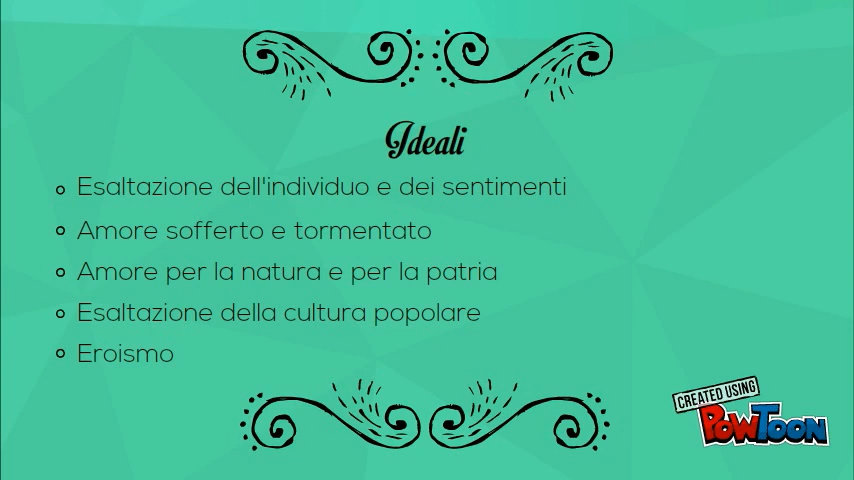 Ideali
Esaltazione dell'individuo e dei sentimenti
Amore sofferto e tormentato
Amore per la natura e per la patria
Esaltazione della cultura popolare
Eroismo
CREATED USING
POWTOON